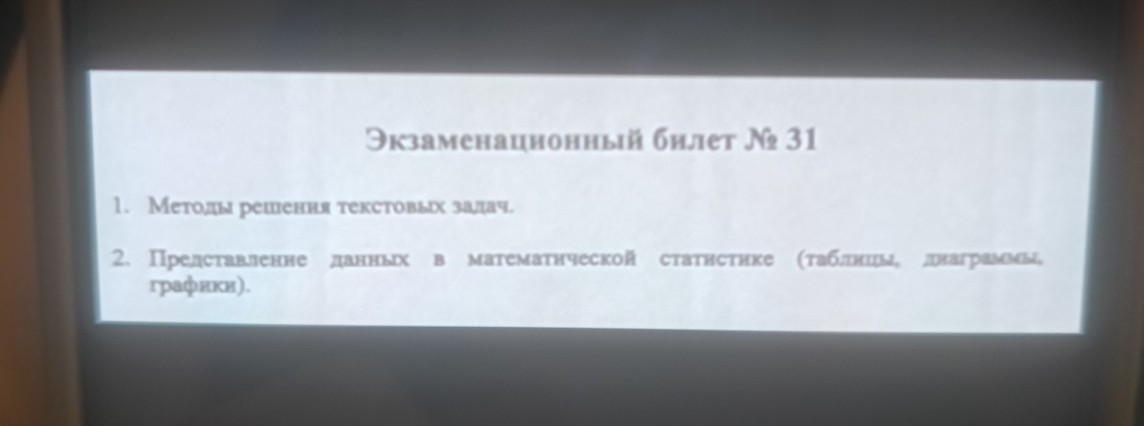 Экзаменационный билет № 31
1. Методы решения текстовых задач.
2. Представление данных в математической статистике (таблицы, диаграммы,
графики).